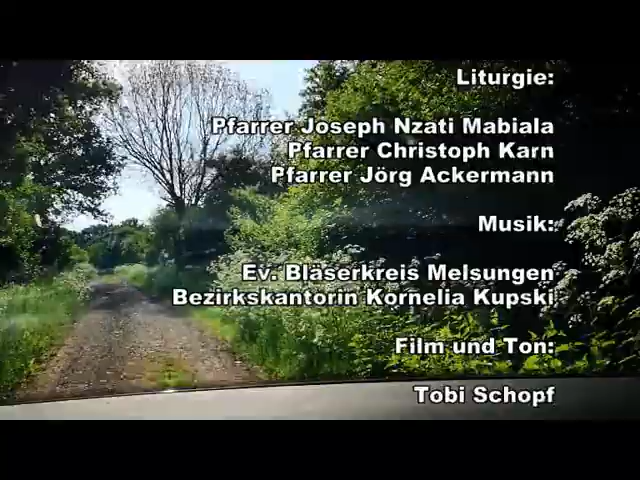 Liturgie:
Pfarrer Joseph Nzati Mabiala
Pfarrer Christoph Karn
Pfarrer Jörg Ackermann
Musik:
Ev. Bläserkreis Melsungen
Bezirkskantorin Kornelia Kupski
Film und Ton:
Tobi Schopf